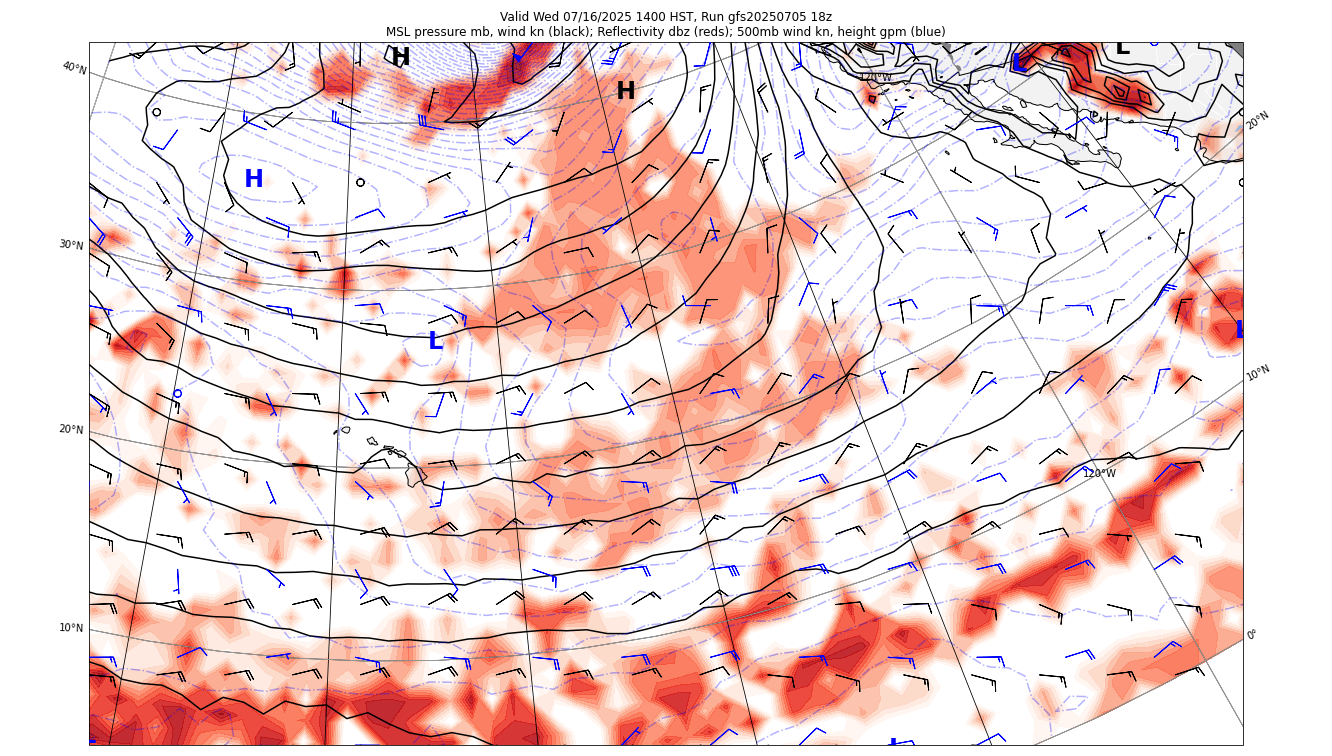 Valid Wed 07/16/2025 1400 HST, Run gfs20250705 18z
MSL pressure mb, wind kn (black); Reflectivity dbz (reds); 500mb wind kn, height gpm (blue)
H
L
L
120°W
40°N
H
20°N
H
30°N
L
L
10°N
20°N
120°W
10°N
0°
L
L